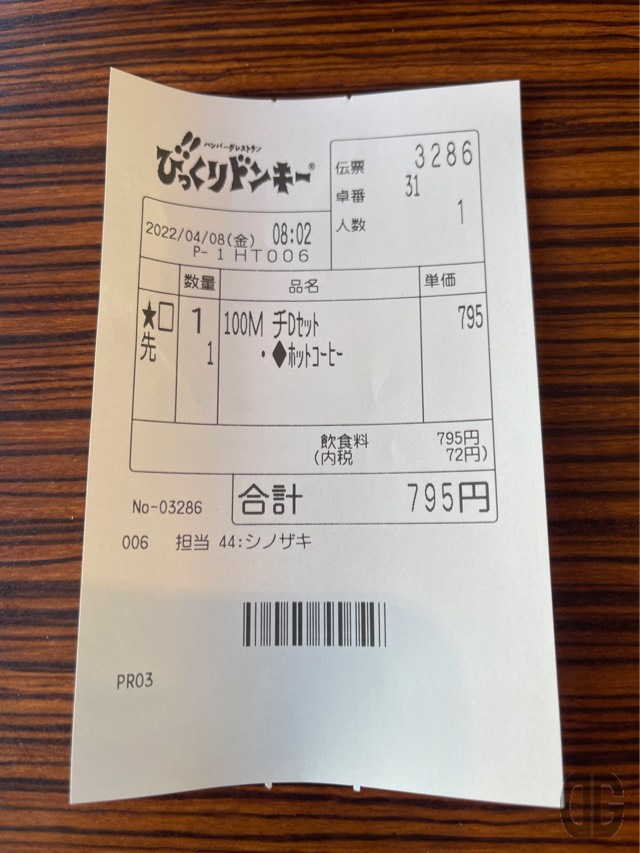 ハンバーグレストラン
びっくりドンキー®
伝票 3286
卓番 31
人数 1
2022/04/08(金) 08:02
P-1HT006
数量 品名 単価
★□ 1 100M チDセット 795
先 1 ・◆ホットコーヒー
飲食料 795円
(内税 72円)
合計 795円
No-03286
006 担当 44:シノザキ
PR03
DG